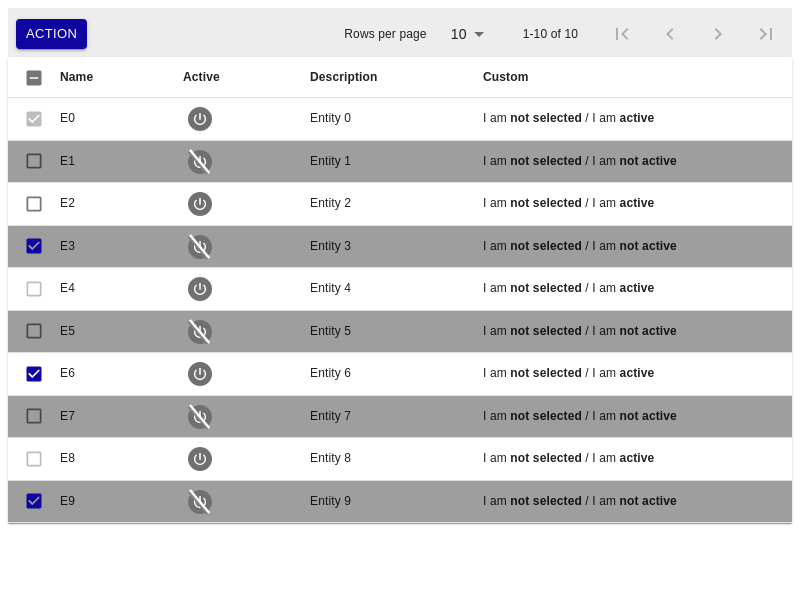 ACTION Rows per page 10 1-10 of 10
Name Active Description Custom
E0 Entity 0 I am not selected / I am active
E1 Entity 1 I am not selected / I am not active
E2 Entity 2 I am not selected / I am active
E3 Entity 3 I am not selected / I am not active
E4 Entity 4 I am not selected / I am active
E5 Entity 5 I am not selected / I am not active
E6 Entity 6 I am not selected / I am active
E7 Entity 7 I am not selected / I am not active
E8 Entity 8 I am not selected / I am active
E9 Entity 9 I am not selected / I am not active